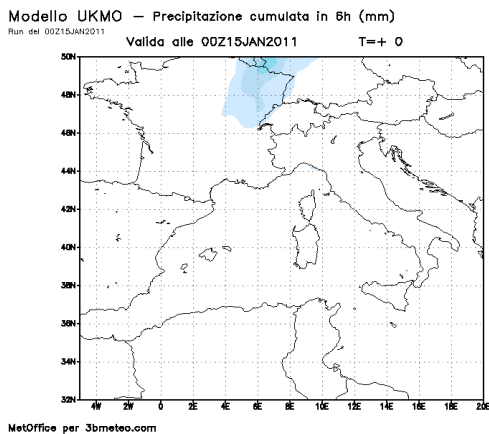 Modello UKMO – Precipitazione cumulata in 6h (mm)
Run del 00Z15JAN2011
Valida alle 00Z15JAN2011 T=+ 0
50N
48N
46N
44N
42N
40N
38N
36N
34N
32N
4W 2W 0 2E 4E 6E 8E 10E 12E 14E 16E 18E 20E
MetOffice per 3bmeteo.com